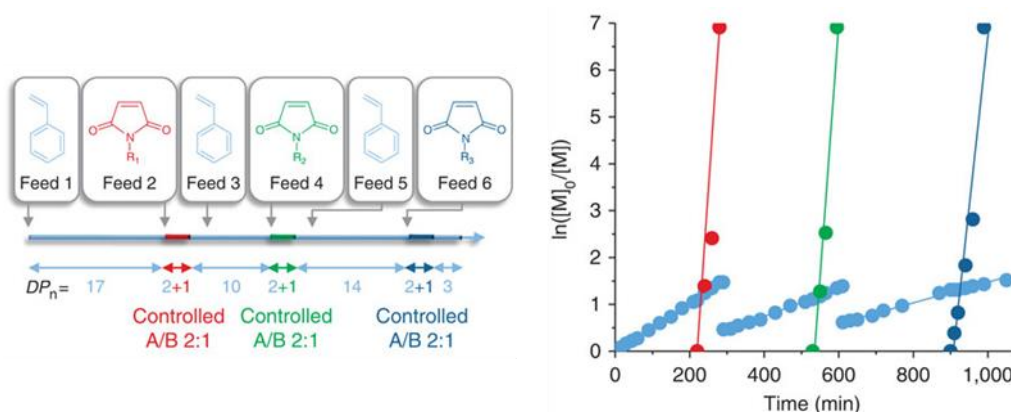 Feed 1 Feed 2 Feed 3 Feed 4 Feed 5 Feed 6
O N O R₁
O N O R₂
O N O R₃
DPₙ= 17 2+1 10 2+1 14 2+1 3
Controlled A/B 2:1
Controlled A/B 2:1
Controlled A/B 2:1
ln([M]₀/[M])
7
6
5
4
3
2
1
0
0 200 400 600 800 1,000
Time (min)